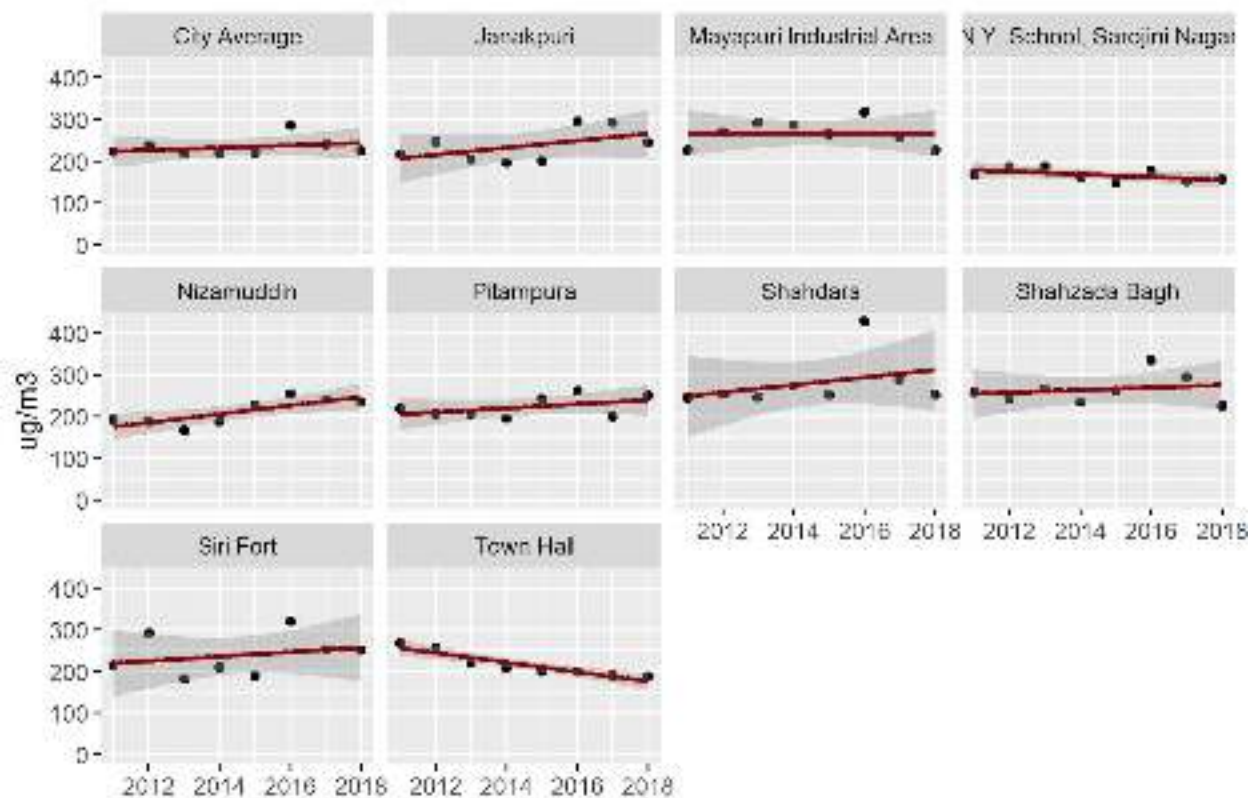 City Average Janakpuri Mayapuri Industrial Area N Y School, Sarojini Nagar
400
300
200
100
0
Nizamuddin Pitampura Shahdara Shahzada Bagh
400
300
200
100
0
ug/m3
2012 2014 2016 2018 2012 2014 2016 2018
Siri Fort Town Hall
400
300
200
100
0
2012 2014 2016 2018 2012 2014 2016 2018